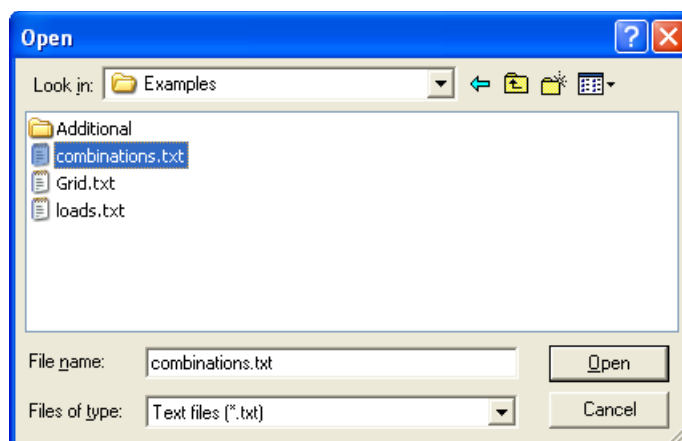 Open
Look in: Examples
Additional
combinations.txt
Grid.txt
loads.txt
File name: combinations.txt Open
Files of type: Text files (*.txt) Cancel